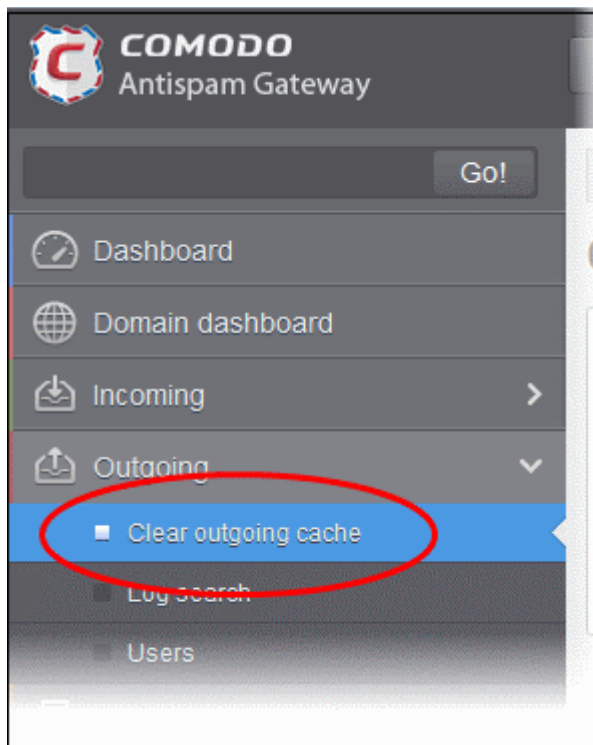 COMODO
Antispam Gateway
Go!
Dashboard
Domain dashboard
Incoming
Outgoing
Clear outgoing cache
Log search
Users